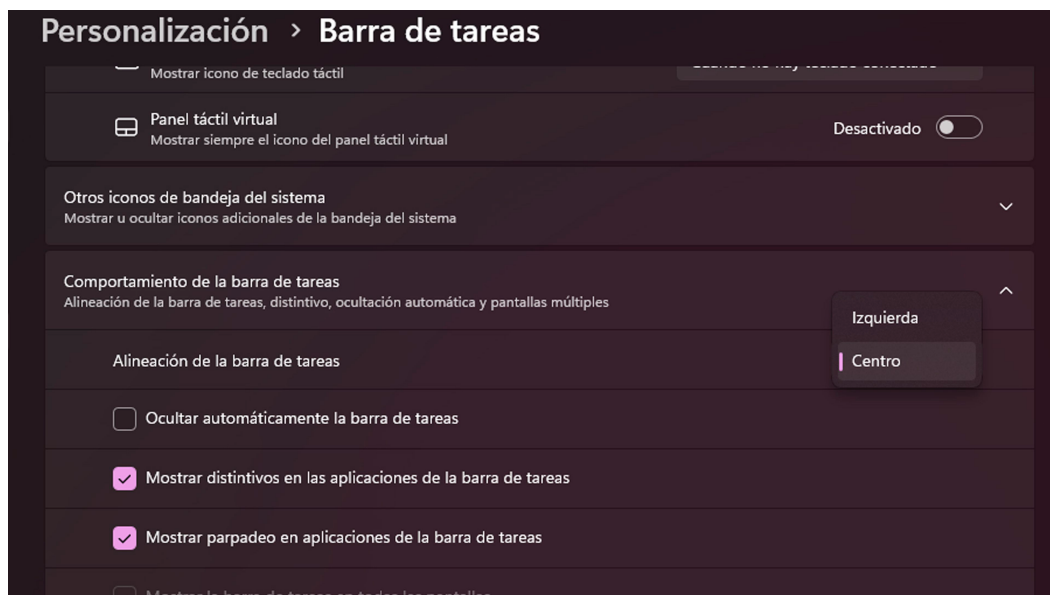 Personalización > Barra de tareas
Mostrar icono de teclado táctil
Panel táctil virtual
Mostrar siempre el icono del panel táctil virtual
Desactivado
Otros iconos de bandeja del sistema
Mostrar u ocultar iconos adicionales de la bandeja del sistema
Comportamiento de la barra de tareas
Alineación de la barra de tareas, distintivo, ocultación automática y pantallas múltiples
Izquierda
Alineación de la barra de tareas
Centro
Ocultar automáticamente la barra de tareas
Mostrar distintivos en las aplicaciones de la barra de tareas
Mostrar parpadeo en aplicaciones de la barra de tareas